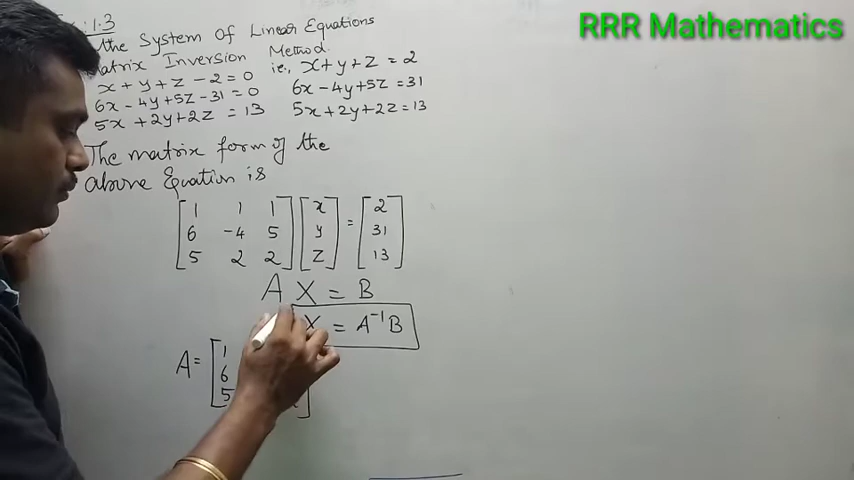 RRR Mathematics
: 1.3
the System of Linear Equations
Matrix Inversion Method.
x + y + z - 2 = 0 ie., x + y + z = 2
6x - 4y + 5z - 31 = 0 6x - 4y + 5z = 31
5x + 2y + 2z = 13 5x + 2y + 2z = 13
The matrix form of the
above Equation is
1 1 1 x 2
6 -4 5 y = 31
5 2 2 z 13
A X = B
X = A⁻¹B
A = 1
6
5